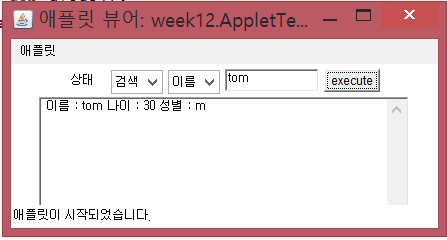 애플릿 뷰어: week12.AppletTe...
애플릿
상태 검색 이름 tom execute
이름 : tom 나이 : 30 성별 : m
애플릿이 시작되었습니다.